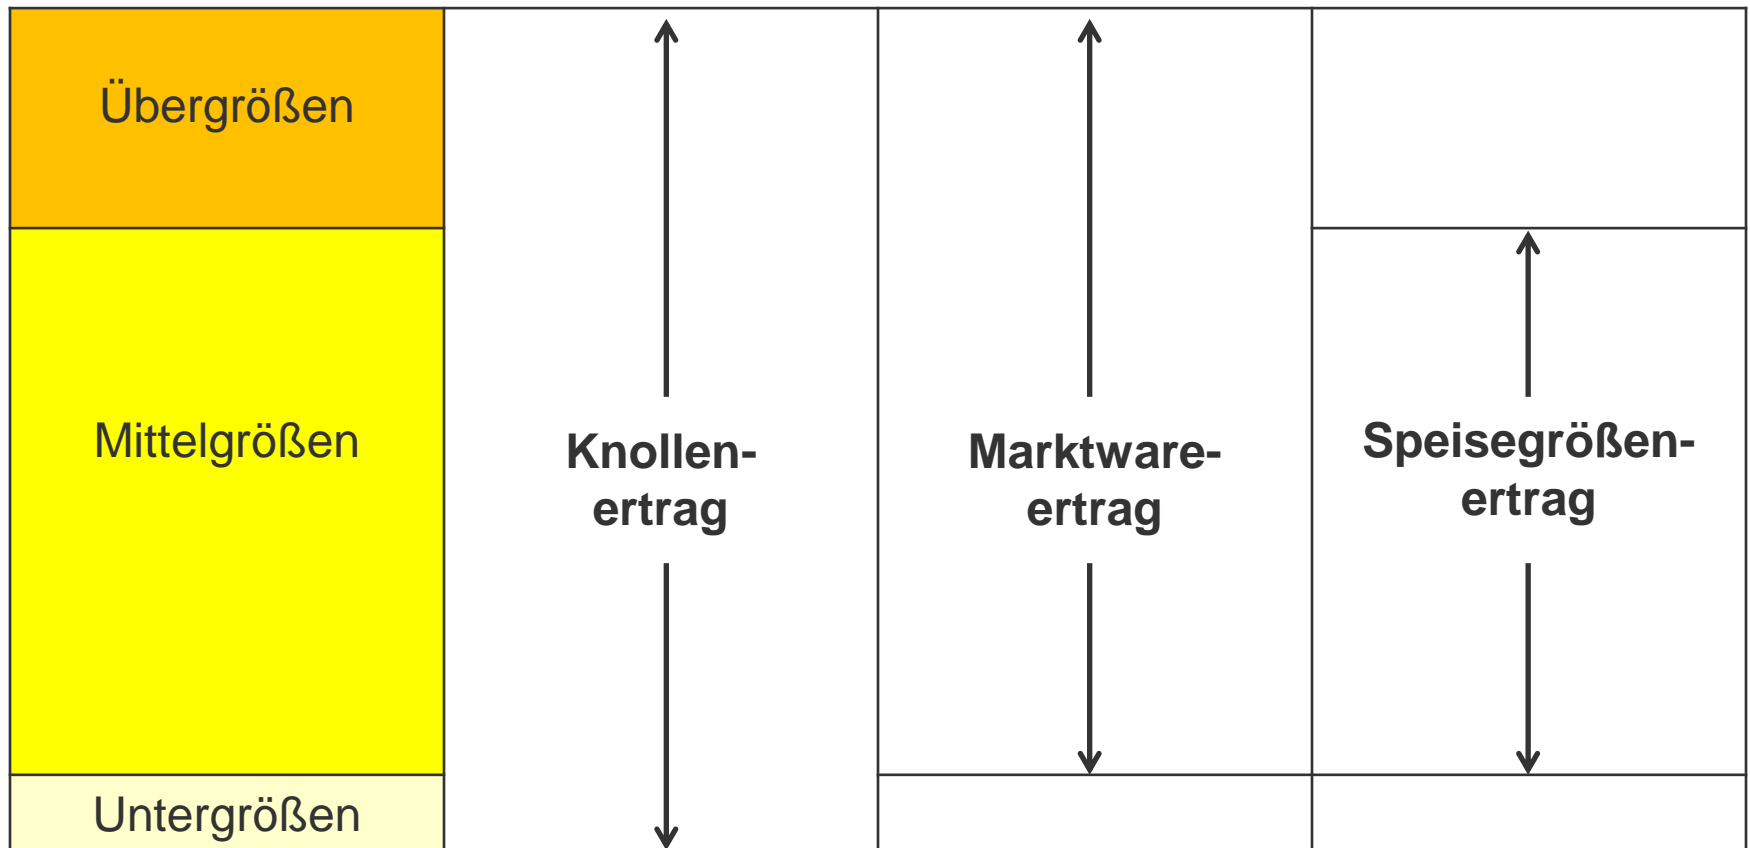 Übergrößen
Mittelgrößen
Untergrößen
Knollen-
ertrag
Marktware-
ertrag
Speisegrößen-
ertrag